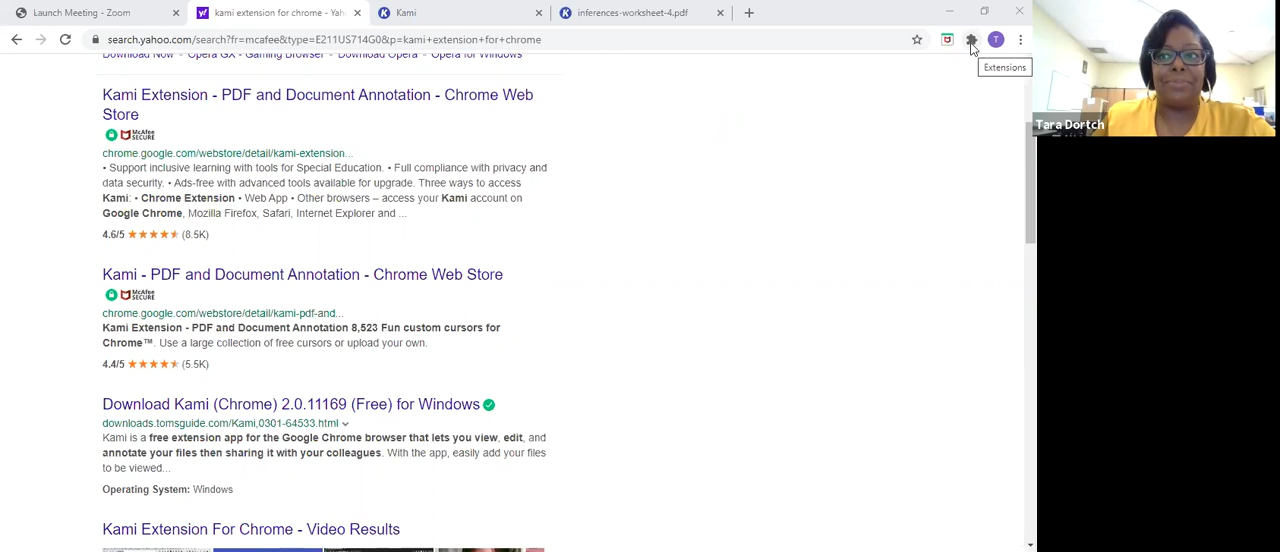 Launch Meeting - Zoom
kami extension for chrome - Yah
Kami
inferences-worksheet-4.pdf
search.yahoo.com/search?fr=mcafee&type=E211US714G0&p=kami+extension+for+chrome
T
Extensions
Tara Dortch
Download Now Opera GX - Gaming Browser Download Opera Opera for Windows
Kami Extension - PDF and Document Annotation - Chrome Web
Store
McAfee
SECURE
chrome.google.com/webstore/detail/kami-extension...
• Support inclusive learning with tools for Special Education. • Full compliance with privacy and
data security. • Ads-free with advanced tools available for upgrade. Three ways to access
Kami: • Chrome Extension • Web App • Other browsers – access your Kami account on
Google Chrome, Mozilla Firefox, Safari, Internet Explorer and ...
4.6/5 (8.5K)
Kami - PDF and Document Annotation - Chrome Web Store
McAfee
SECURE
chrome.google.com/webstore/detail/kami-pdf-and...
Kami Extension - PDF and Document Annotation 8,523 Fun custom cursors for
Chrome™. Use a large collection of free cursors or upload your own.
4.4/5 (5.5K)
Download Kami (Chrome) 2.0.11169 (Free) for Windows
downloads.tomsguide.com/Kami,0301-64533.html
Kami is a free extension app for the Google Chrome browser that lets you view, edit, and
annotate your files then sharing it with your colleagues. With the app, easily add your files
to be viewed...
Operating System: Windows
Kami Extension For Chrome - Video Results